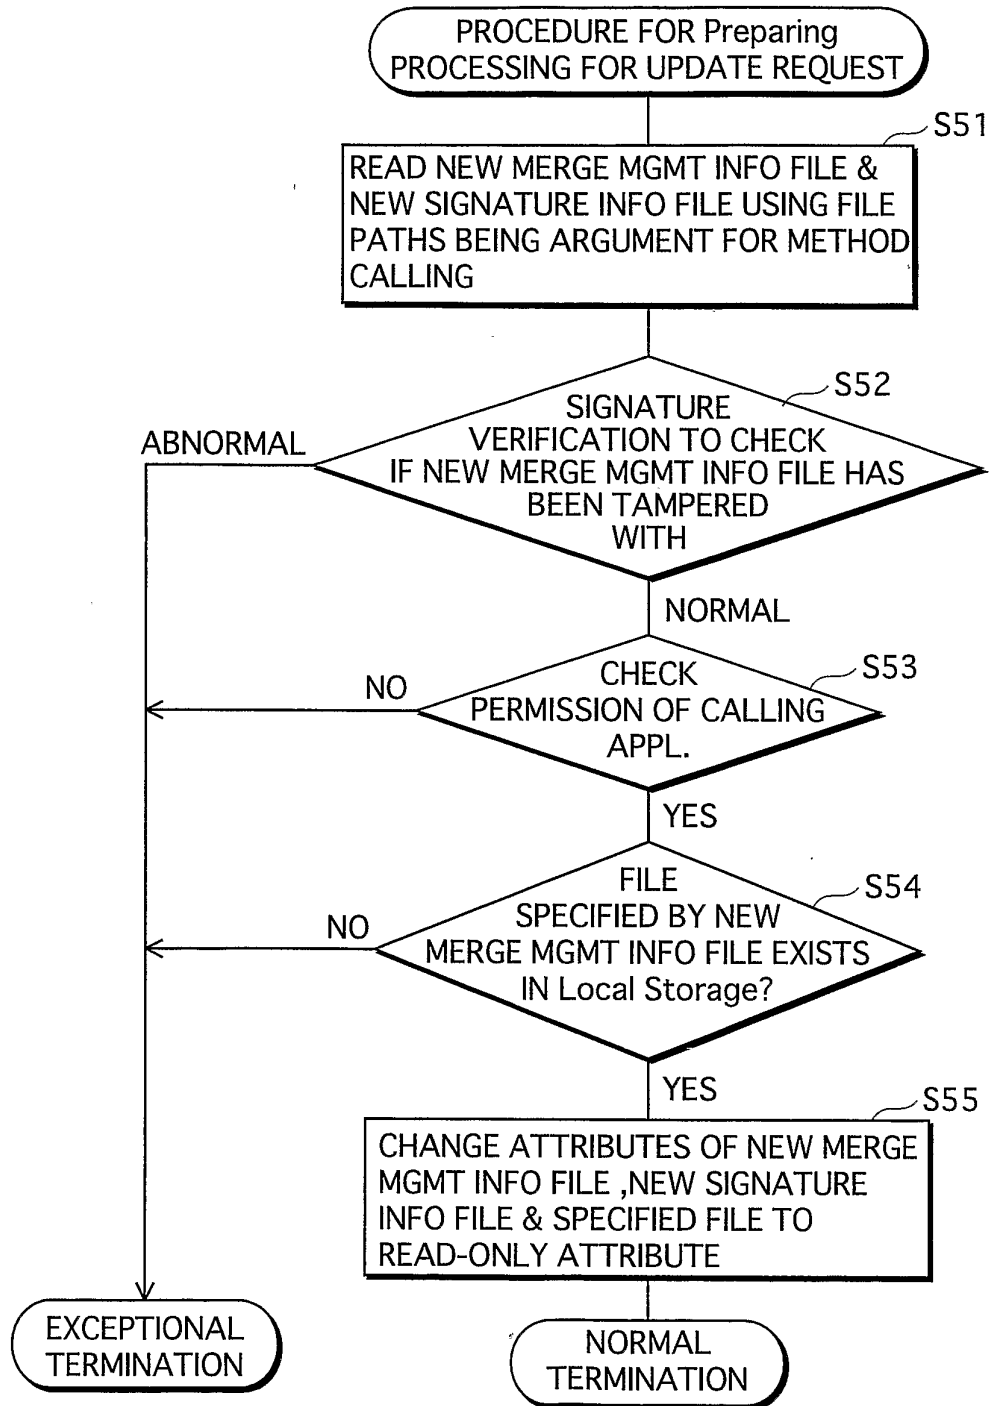 PROCEDURE FOR Preparing
PROCESSING FOR UPDATE REQUEST
S51
READ NEW MERGE MGMT INFO FILE &
NEW SIGNATURE INFO FILE USING FILE
PATHS BEING ARGUMENT FOR METHOD
CALLING
S52
SIGNATURE
VERIFICATION TO CHECK
IF NEW MERGE MGMT INFO FILE HAS
BEEN TAMPERED
WITH
ABNORMAL
NORMAL
S53
CHECK
PERMISSION OF CALLING
APPL.
NO
YES
S54
FILE
SPECIFIED BY NEW
MERGE MGMT INFO FILE EXISTS
IN Local Storage?
NO
YES
S55
CHANGE ATTRIBUTES OF NEW MERGE
MGMT INFO FILE ,NEW SIGNATURE
INFO FILE & SPECIFIED FILE TO
READ-ONLY ATTRIBUTE
EXCEPTIONAL
TERMINATION
NORMAL
TERMINATION